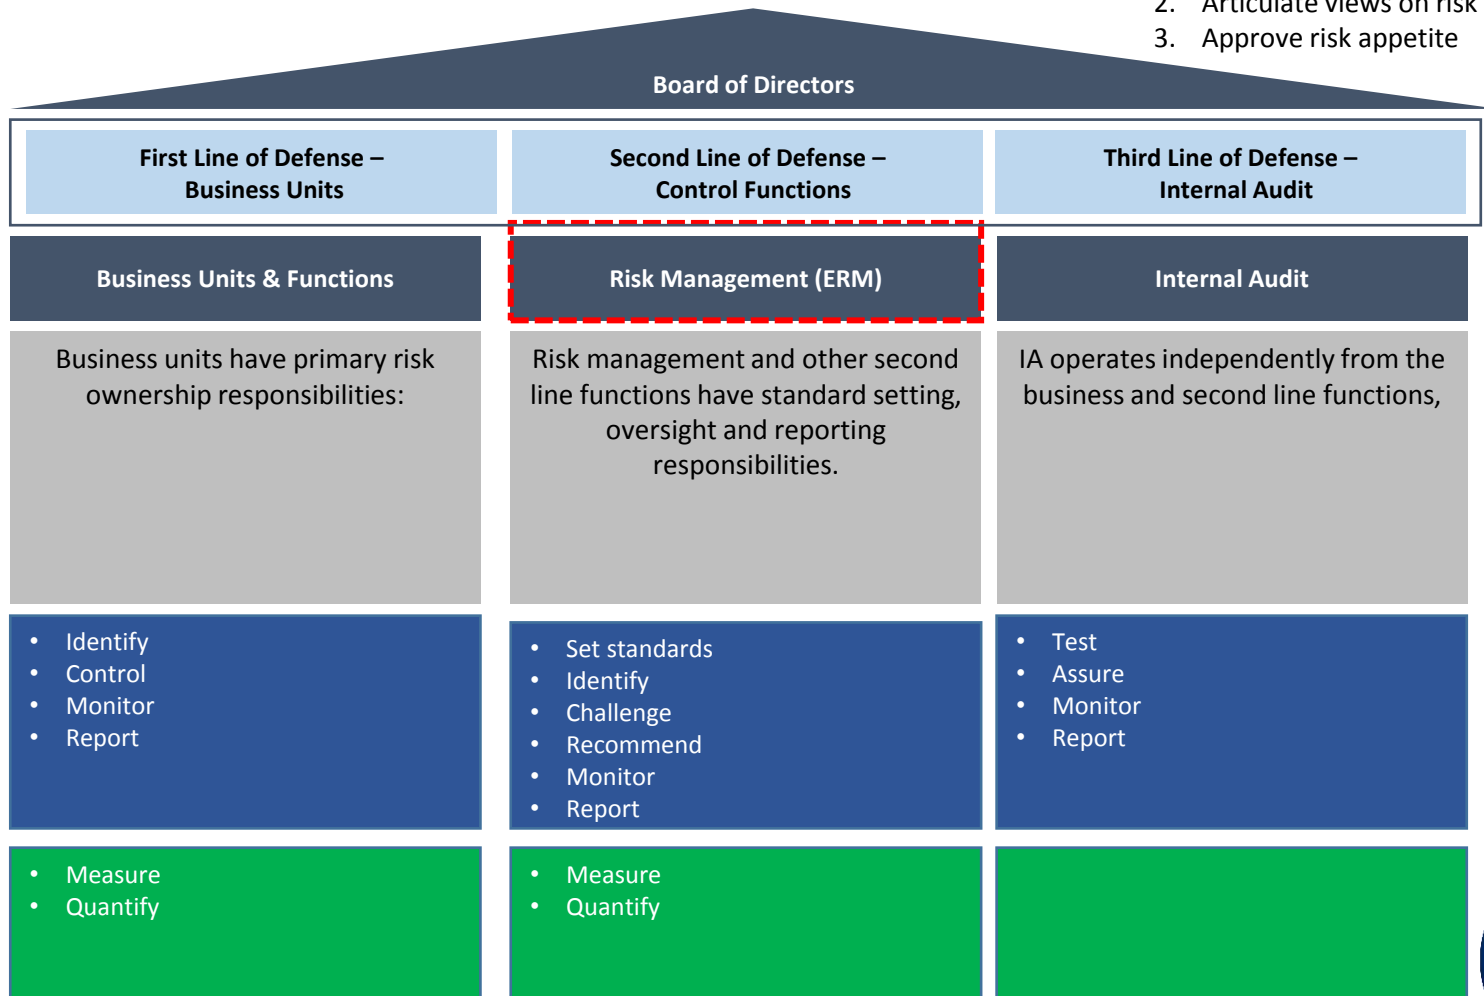 2. Articulate views on risk
3. Approve risk appetite
Board of Directors
First Line of Defense –
Business Units
Second Line of Defense –
Control Functions
Third Line of Defense –
Internal Audit
Business Units & Functions
Risk Management (ERM)
Internal Audit
Business units have primary risk
ownership responsibilities:
Risk management and other second
line functions have standard setting,
oversight and reporting
responsibilities.
IA operates independently from the
business and second line functions,
• Identify
• Control
• Monitor
• Report
• Set standards
• Identify
• Challenge
• Recommend
• Monitor
• Report
• Test
• Assure
• Monitor
• Report
• Measure
• Quantify
• Measure
• Quantify